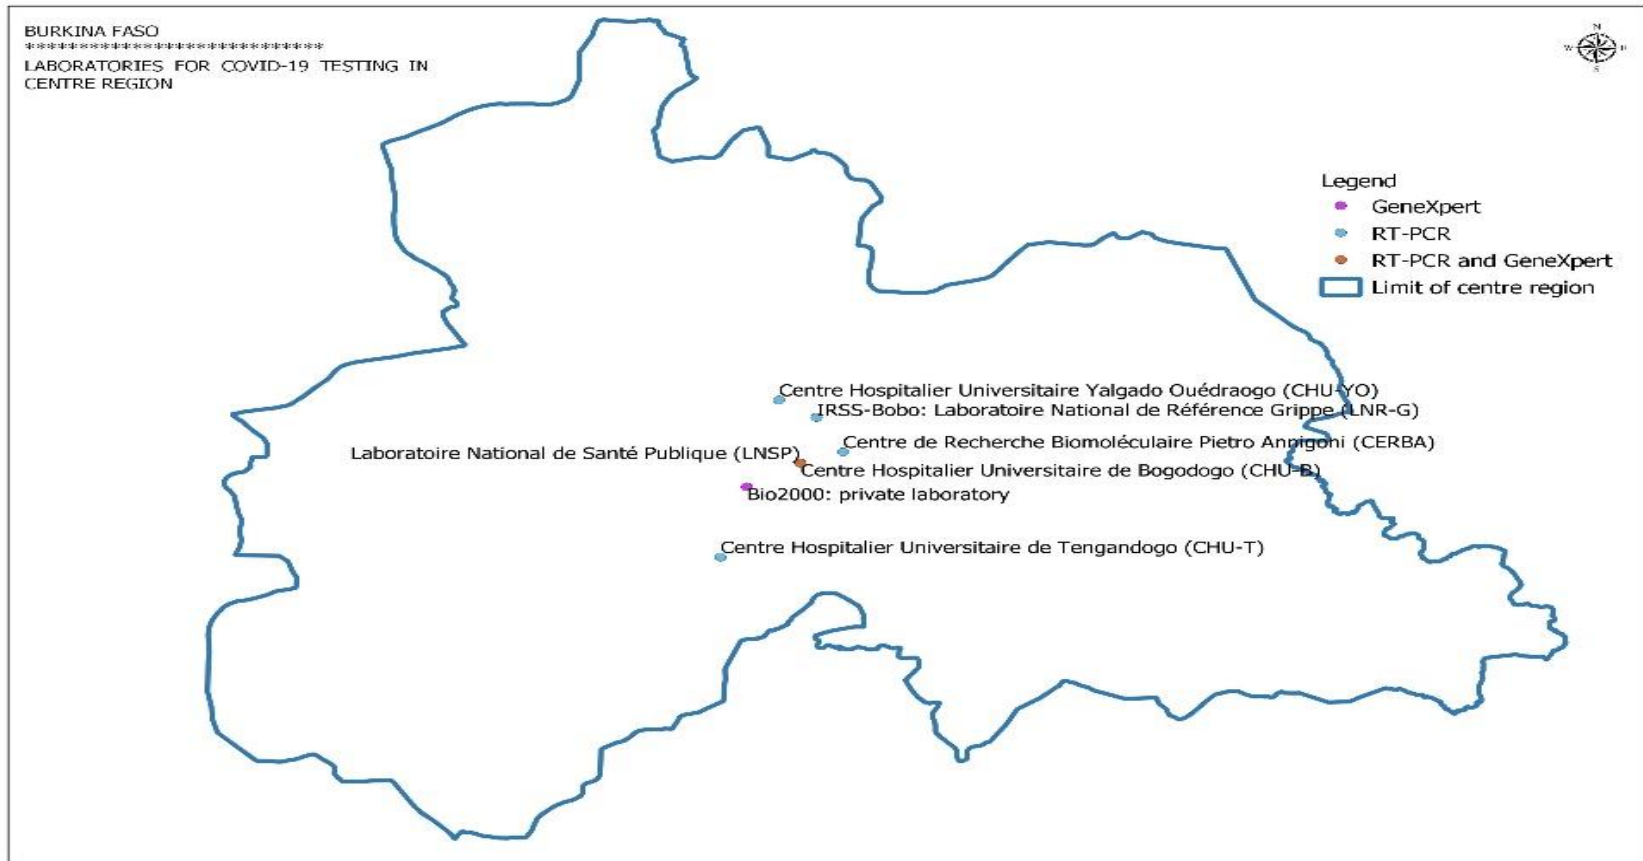 BURKINA FASO
****************************
LABORATORIES FOR COVID-19 TESTING IN
CENTRE REGION
N
W E
S
Legend
GeneXpert
RT-PCR
RT-PCR and GeneXpert
Limit of centre region
Centre Hospitalier Universitaire Yalgado Ouédraogo (CHU-YO)
IRSS-Bobo: Laboratoire National de Référence Grippe (LNR-G)
Centre de Recherche Biomoléculaire Pietro Annigoni (CERBA)
Laboratoire National de Santé Publique (LNSP)
Centre Hospitalier Universitaire de Bogodogo (CHU-B)
Bio2000: private laboratory
Centre Hospitalier Universitaire de Tengandogo (CHU-T)